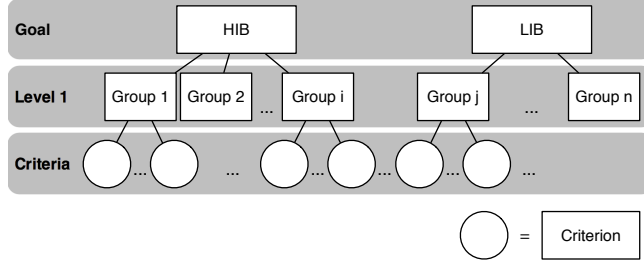 Goal HIB LIB
Level 1 Group 1 Group 2 ... Group i Group j ... Group n
Criteria ... ... ... ... ... ...
= Criterion